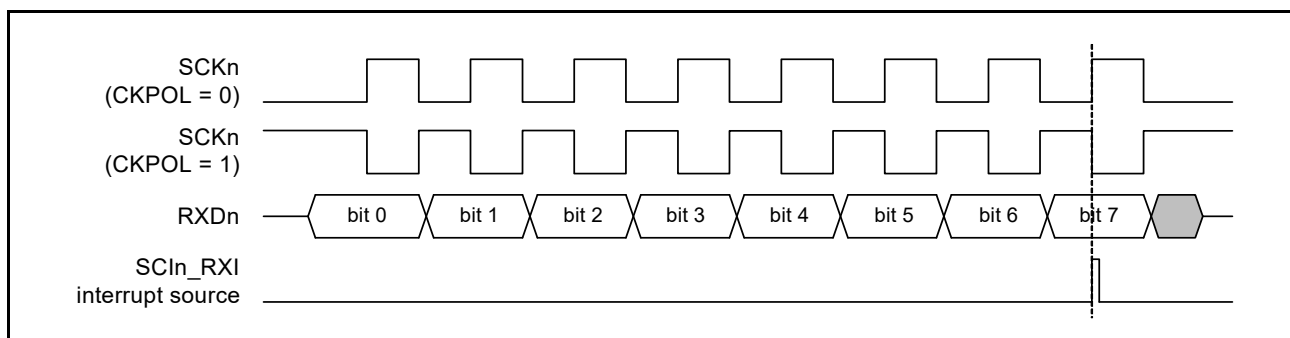 SCKn
(CKPOL = 0)
SCKn
(CKPOL = 1)
RXDn
bit 0 bit 1 bit 2 bit 3 bit 4 bit 5 bit 6 bit 7
SCIn_RXI
interrupt source